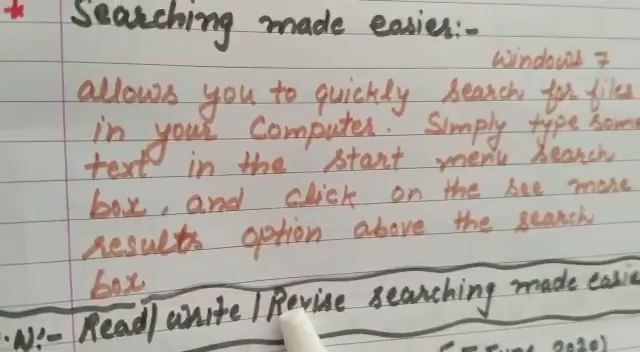 * Searching made easier:-
Windows 7
allows you to quickly search for files
in your Computer. Simply type some
text in the start menu search
box, and click on the see more
results option above the search
box
Read/write/Revise searching made easie
2020)